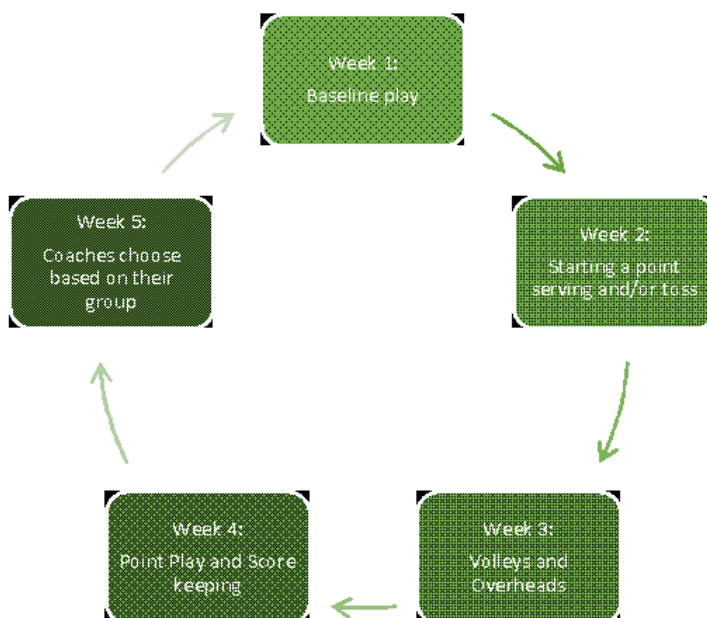 Week 1:
Baseline play
Week 2:
Starting a point
serving and/or toss
Week 3:
Volleys and
Overheads
Week 4:
Point Play and Score
keeping
Week 5:
Coaches choose
based on their
group